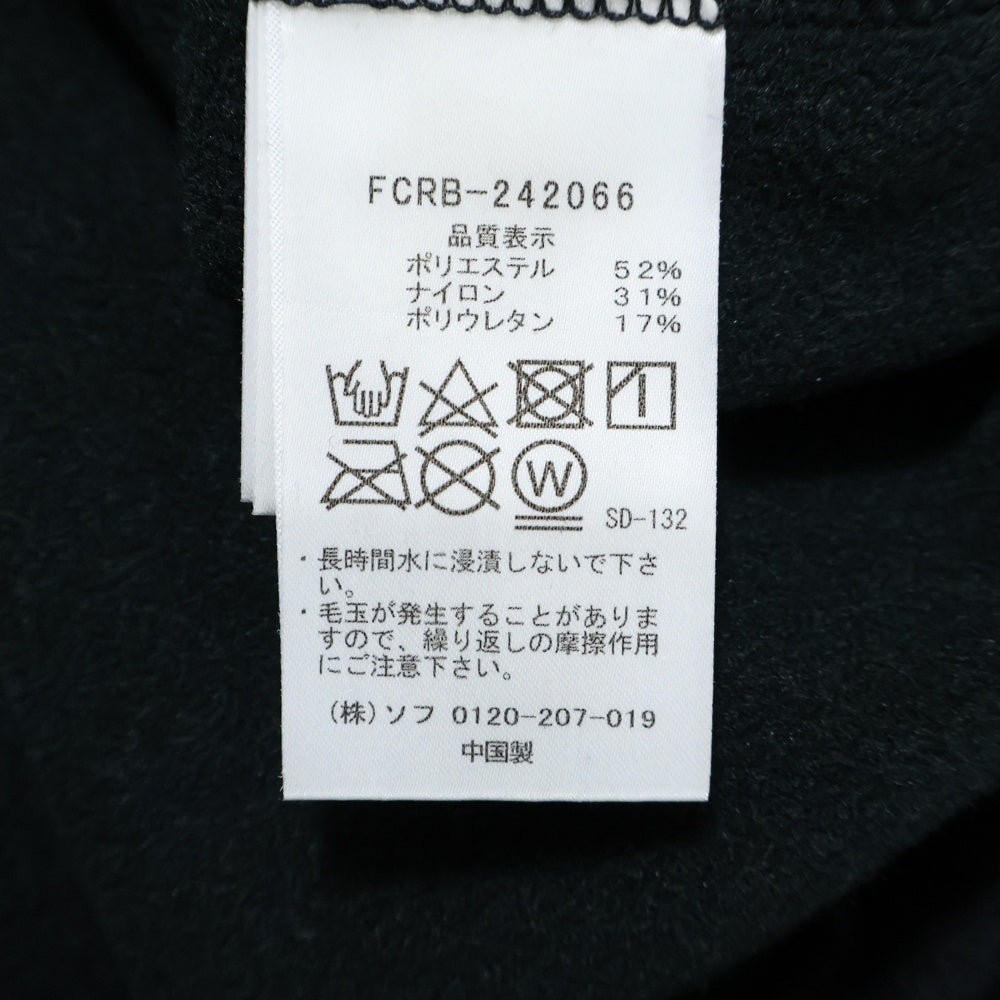 FCRB-242066
品質表示
ポリエステル 52%
ナイロン 31%
ポリウレタン 17%
W
SD-132
・長時間水に浸漬しないで下さ
い。
・毛玉が発生することがありま
すので、繰り返しの摩擦作用
にご注意下さい。
(株)ソフ 0120-207-019
中国製